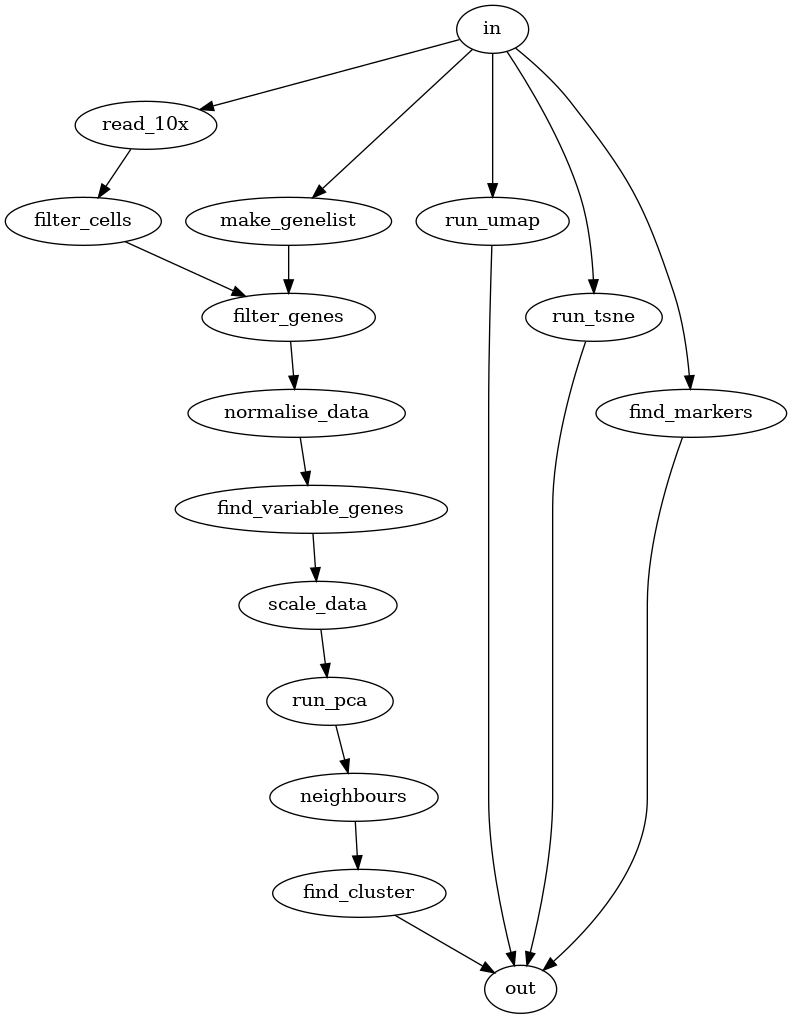 in
read_10x
filter_cells
make_genelist
run_umap
filter_genes
run_tsne
normalise_data
find_markers
find_variable_genes
scale_data
run_pca
neighbours
find_cluster
out